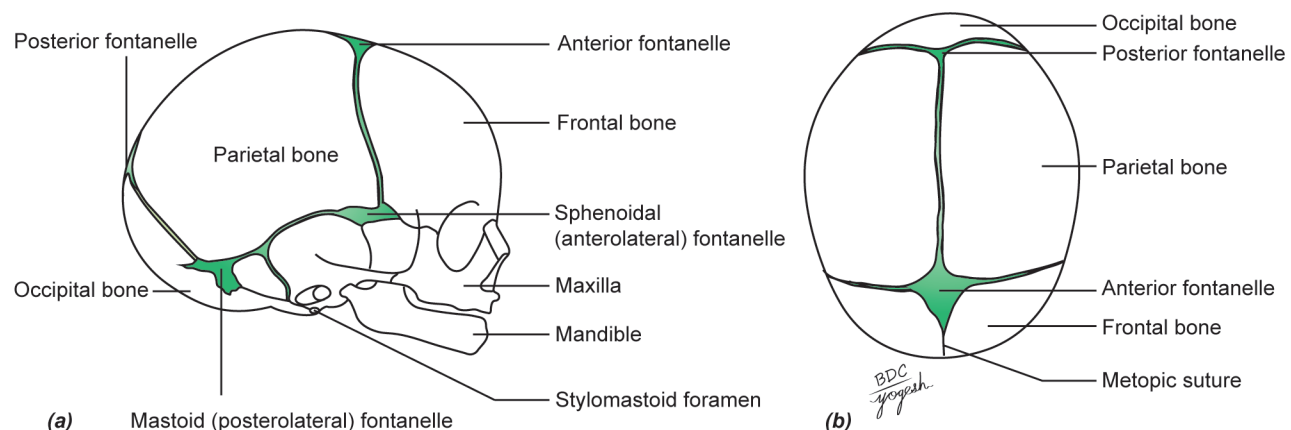 Posterior fontanelle
Anterior fontanelle
Frontal bone
Parietal bone
Sphenoidal
(anterolateral) fontanelle
Occipital bone
Maxilla
Mandible
Stylomastoid foramen
(a)
Mastoid (posterolateral) fontanelle
Occipital bone
Posterior fontanelle
Parietal bone
Anterior fontanelle
Frontal bone
Metopic suture
BDC
yogesh
(b)